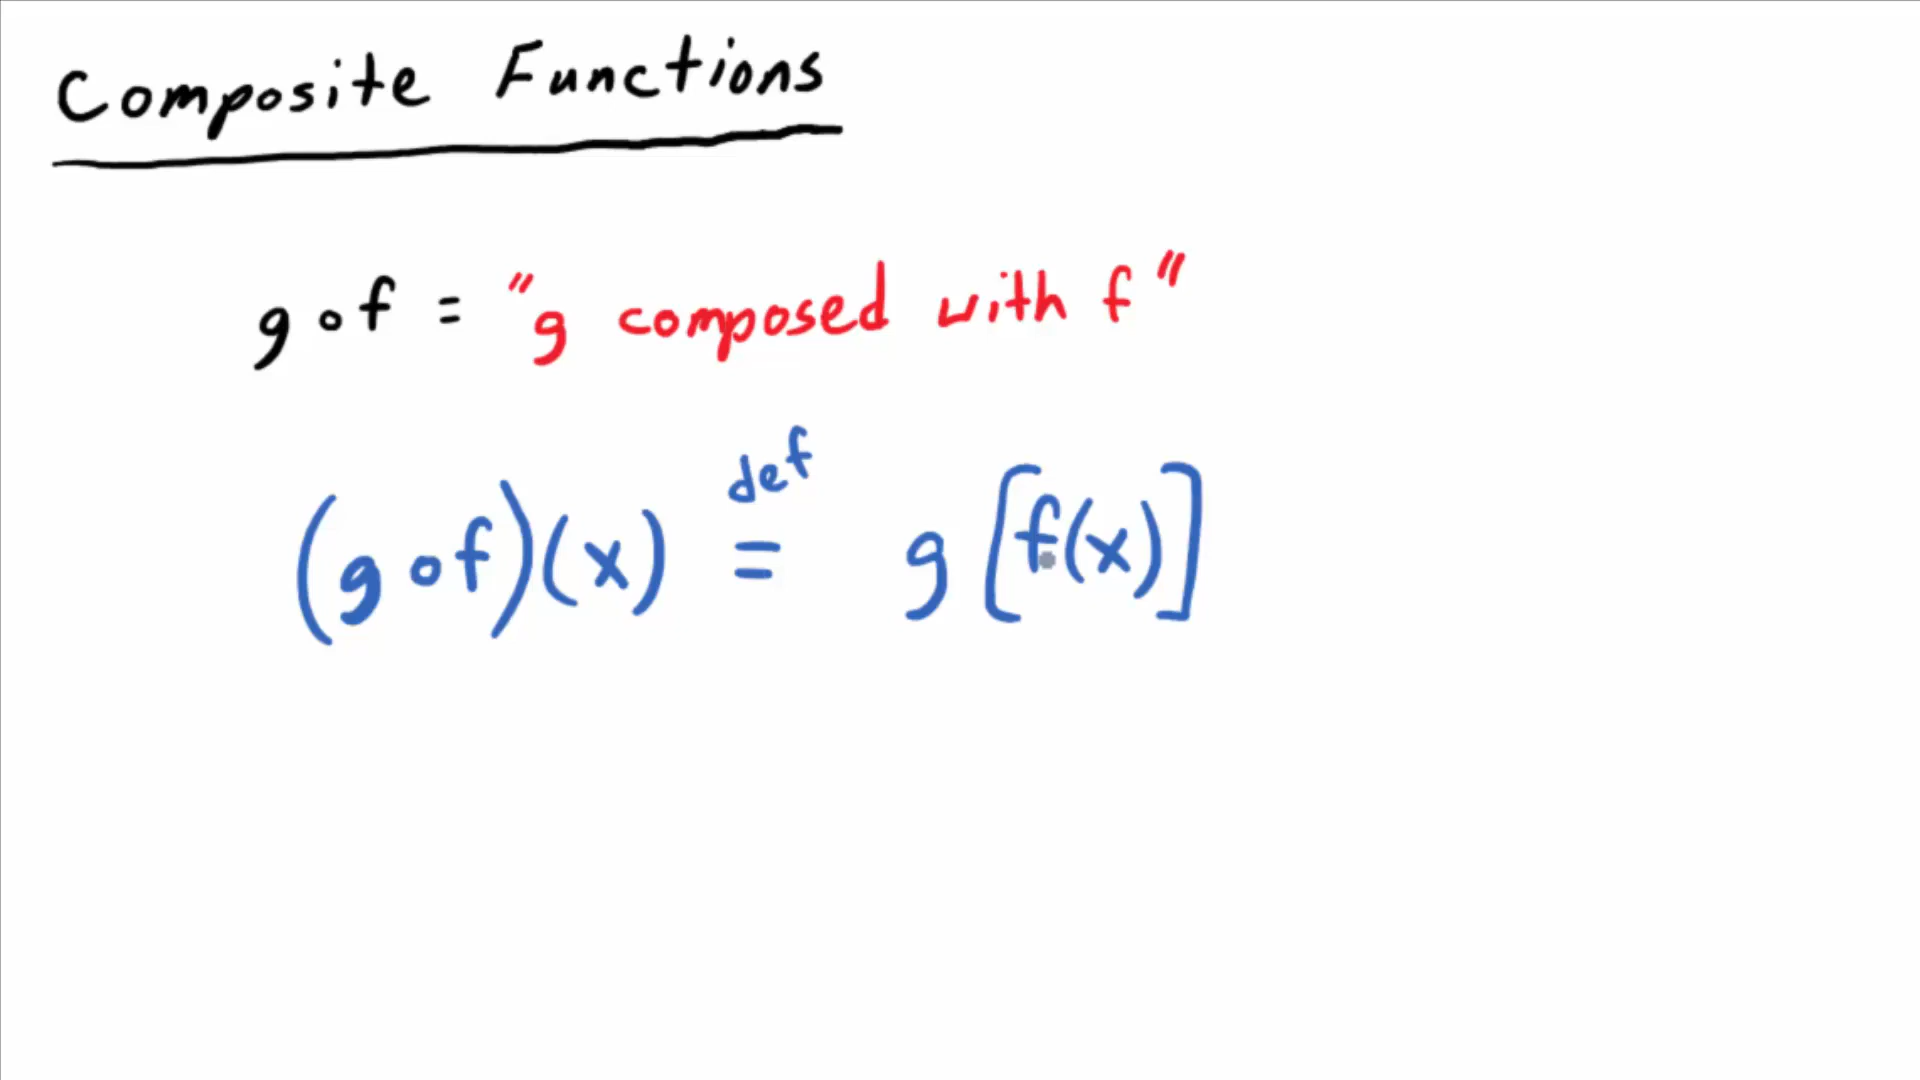 Composite Functions
g o f = "g composed with f"
(g o f)(x) def = g [f(x)]